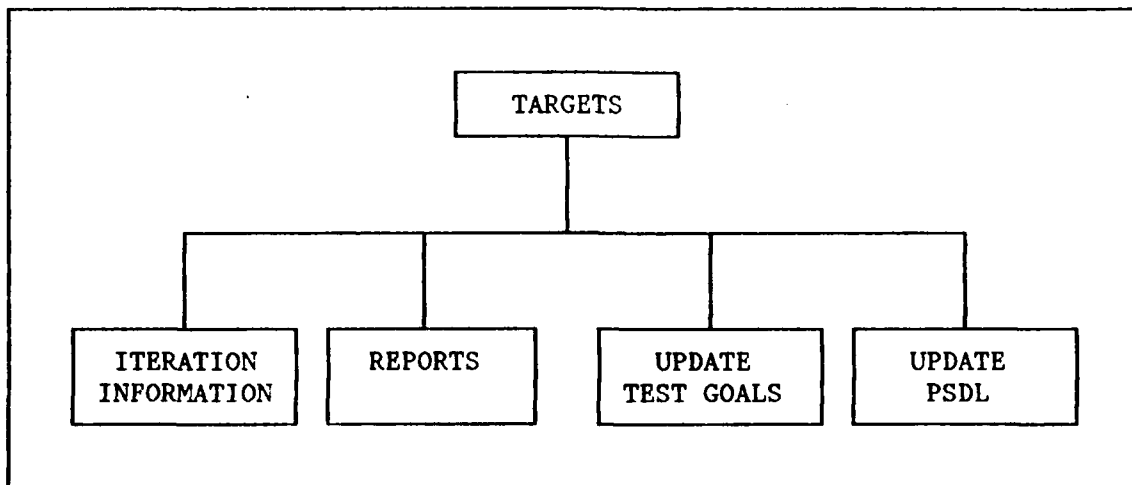 TARGETS
ITERATION
INFORMATION
REPORTS
UPDATE
TEST GOALS
UPDATE
PSDL